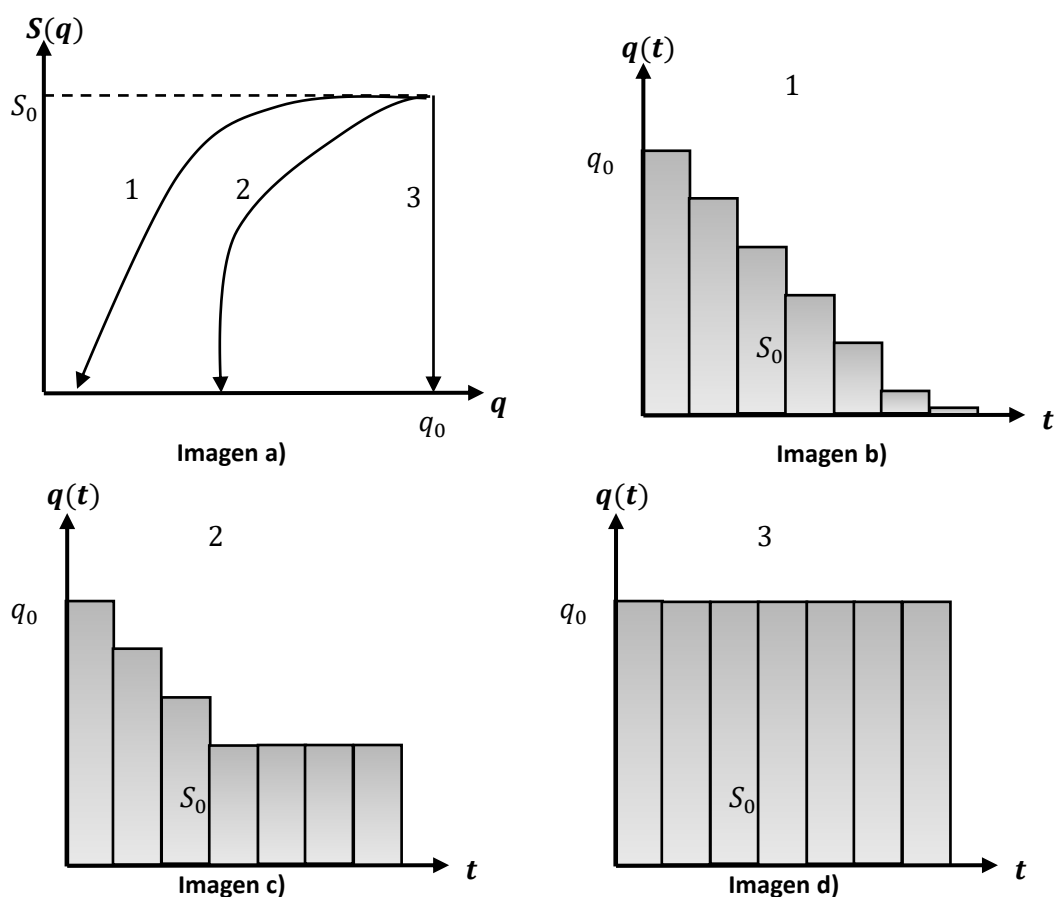 S(q)
S₀
1
2
3
q
q₀
Imagen a)
q(t)
1
q₀
S₀
t
Imagen b)
q(t)
2
q₀
S₀
t
Imagen c)
q(t)
3
q₀
S₀
t
Imagen d)